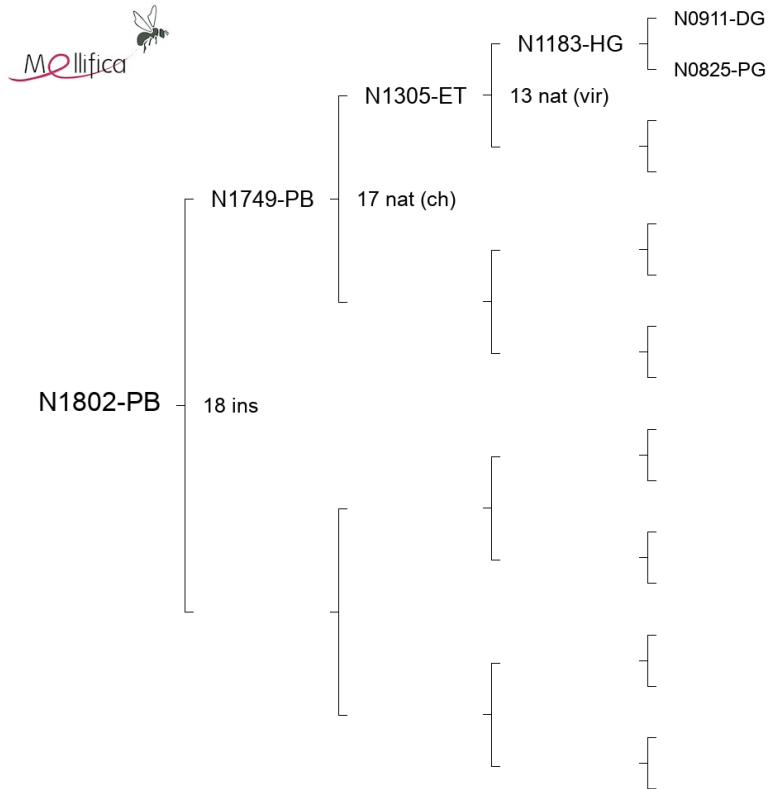 Mellifica
N0911-DG
N1183-HG
N0825-PG
N1305-ET
13 nat (vir)
N1749-PB
17 nat (ch)
N1802-PB
18 ins